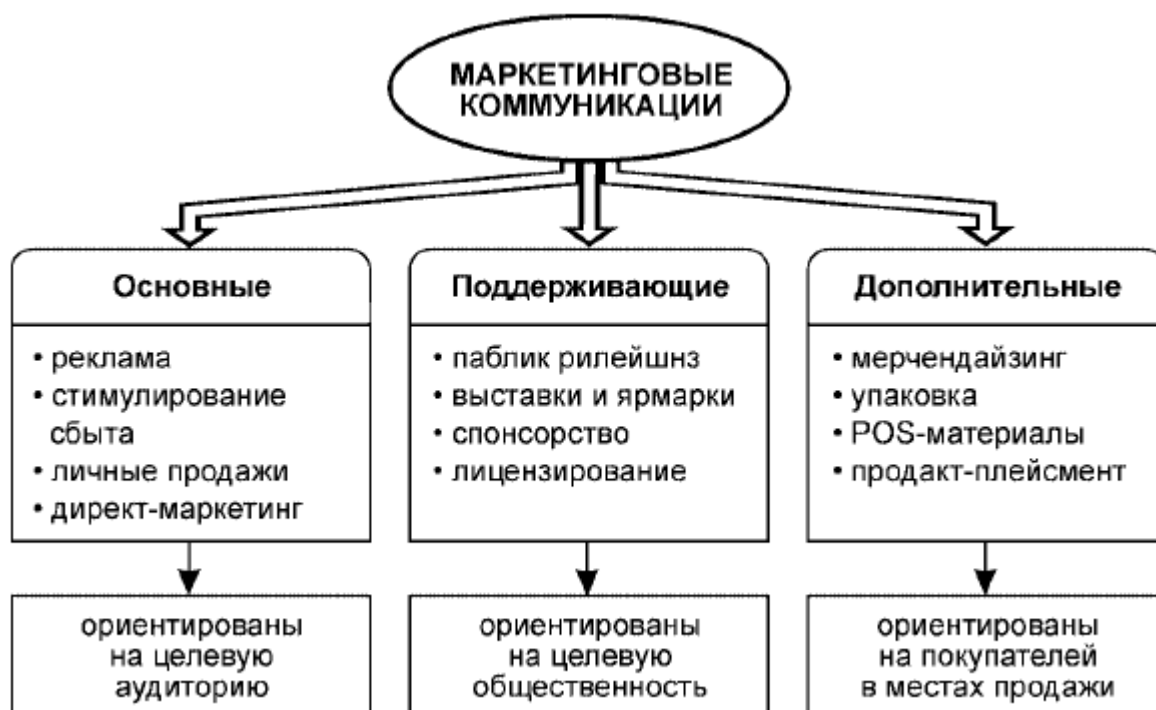 МАРКЕТИНГОВЫЕ
КОММУНИКАЦИИ
Основные
• реклама
• стимулирование
сбыта
• личные продажи
• директ-маркетинг
ориентированы
на целевую
аудиторию
Поддерживающие
• паблик рилейшнз
• выставки и ярмарки
• спонсорство
• лицензирование
ориентированы
на целевую
общественность
Дополнительные
• мерчендайзинг
• упаковка
• POS-материалы
• продакт-плейсмент
ориентированы
на покупателей
в местах продажи